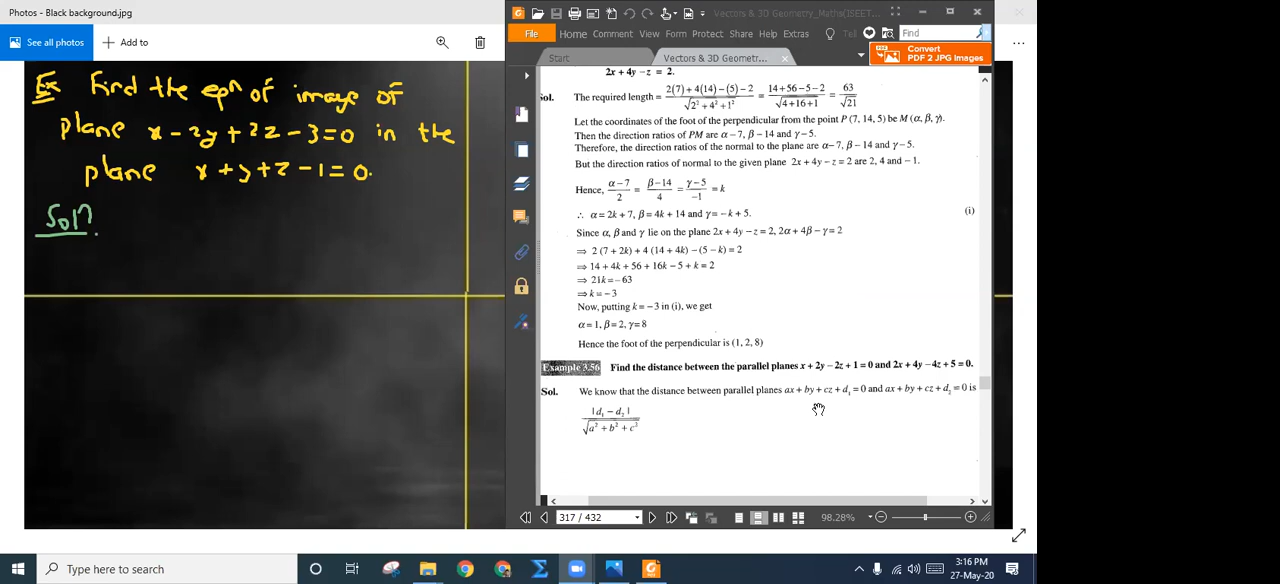 Photos - Black background.jpg
See all photos
Add to
Ex Find the eqn of image of
plane x-2y+2z-3=0 in the
plane x+y+z-1=0.
Soln.
Vectors & 3D Geometry_Maths(ISEET...
File Home Comment View Form Protect Share Help Extras Find
Start Vectors & 3D Geometr...
Convert
PDF 2 JPG Images
2x + 4y − z = 2.
Sol. The required length = (2(7) + 4(14) − (5) − 2)/√(2² + 4² + 1²) = (14 + 56 − 5 − 2)/√(4 + 16 + 1) = 63/√21
Let the coordinates of the foot of the perpendicular from the point P (7, 14, 5) be M (α, β, γ).
Then the direction ratios of PM are α − 7, β − 14 and γ − 5.
Therefore, the direction ratios of the normal to the plane are α − 7, β − 14 and γ − 5.
But the direction ratios of normal to the given plane 2x + 4y − z = 2 are 2, 4 and −1.
Hence, (α − 7)/2 = (β − 14)/4 = (γ − 5)/−1 = k
∴ α = 2k + 7, β = 4k + 14 and γ = −k + 5. (i)
Since α, β and γ lie on the plane 2x + 4y − z = 2, 2α + 4β − γ = 2
⇒ 2 (7 + 2k) + 4 (14 + 4k) − (5 − k) = 2
⇒ 14 + 4k + 56 + 16k − 5 + k = 2
⇒ 21k = −63
⇒ k = −3
Now, putting k = −3 in (i), we get
α = 1, β = 2, γ = 8
Hence the foot of the perpendicular is (1, 2, 8)
Example 3.56 Find the distance between the parallel planes x + 2y − 2z + 1 = 0 and 2x + 4y − 4z + 5 = 0.
Sol. We know that the distance between parallel planes ax + by + cz + d₁ = 0 and ax + by + cz + d₂ = 0 is
|d₁ − d₂|/√(a² + b² + c²)
317 / 432 98.28%
Type here to search
3:16 PM
27-May-20